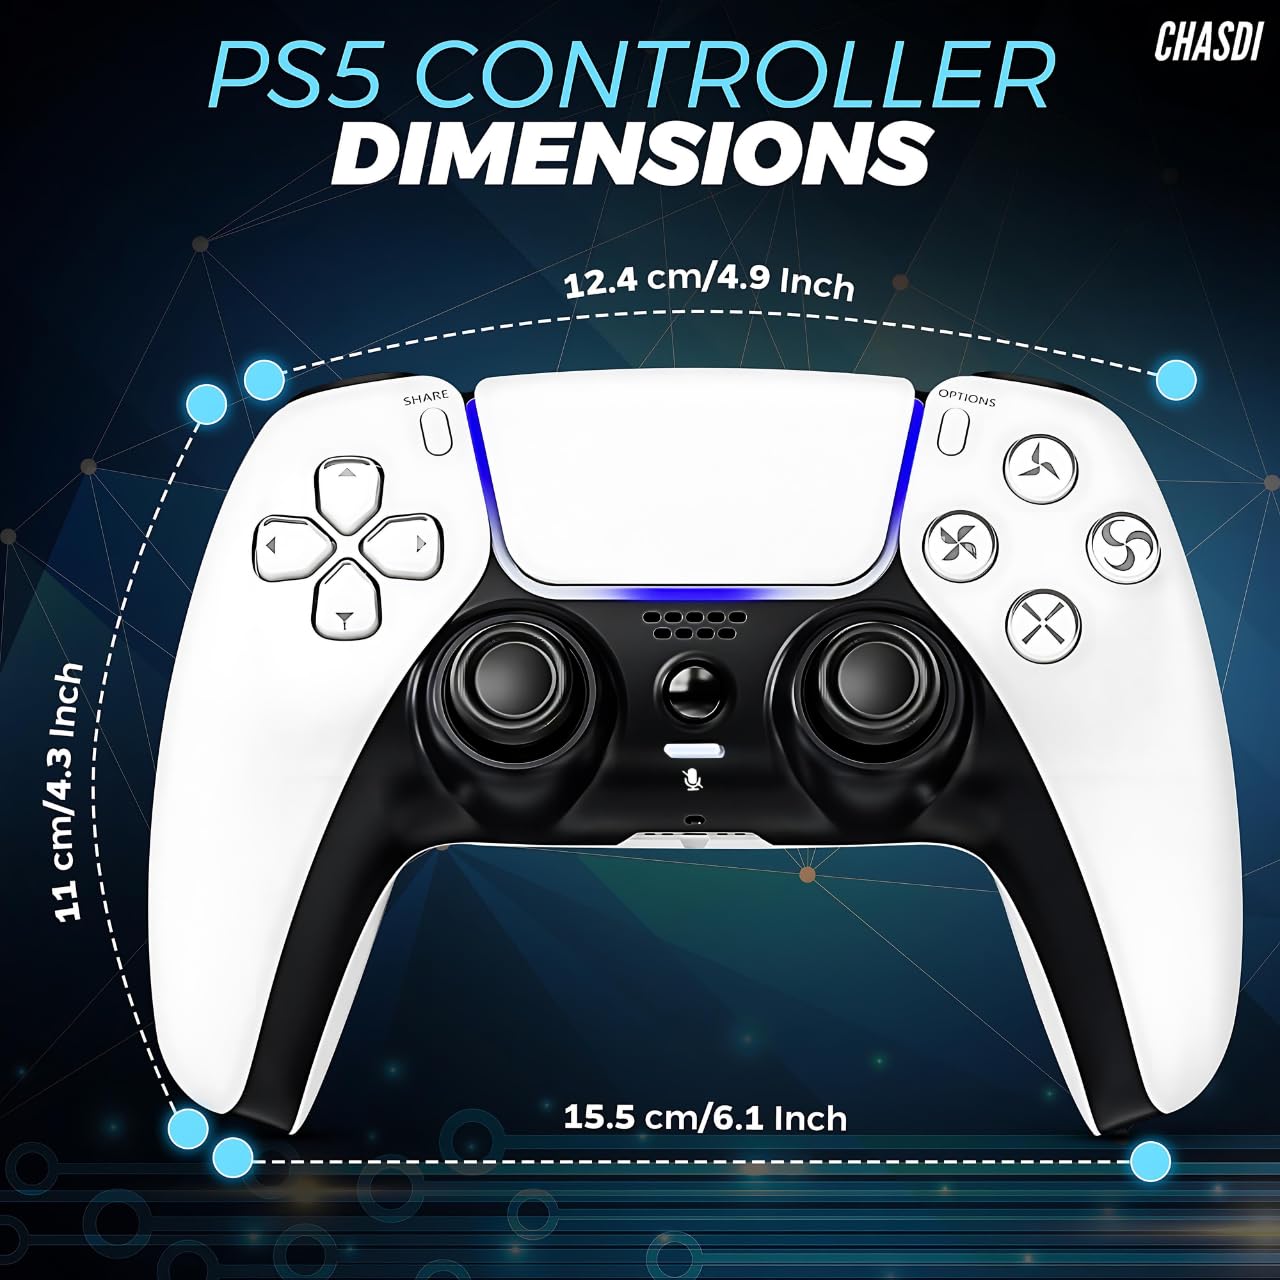 CHASDI
PS5 CONTROLLER
DIMENSIONS
12.4 cm/4.9 Inch
SHARE
OPTIONS
11 cm/4.3 Inch
15.5 cm/6.1 Inch